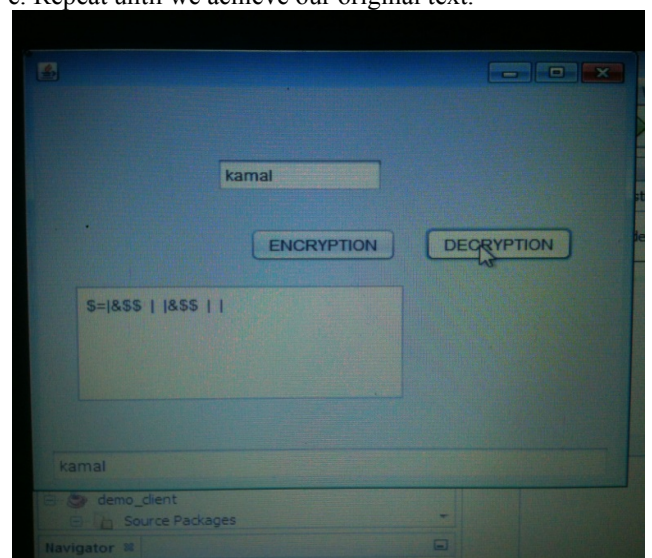 c. Repeat until we achieve our original text.
kamal
ENCRYPTION DECRYPTION
$=|&$$ | |&$$ | |
kamal
demo_client
Source Packages
Navigator